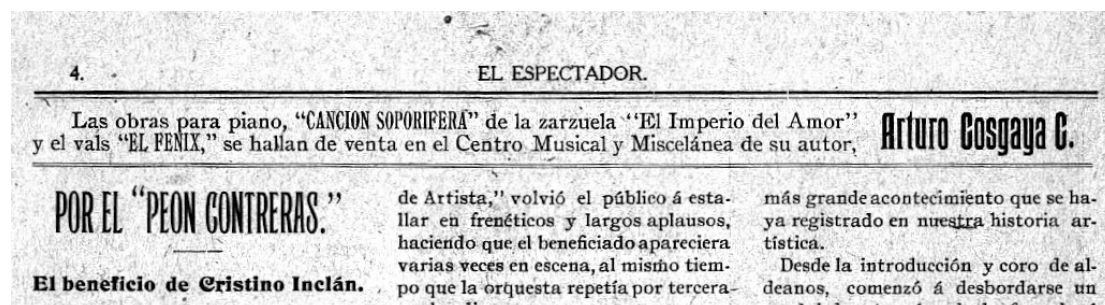 4.
EL ESPECTADOR.
Las obras para piano, "CANCION SOPORIFERA" de la zarzuela "El Imperio del Amor"
y el vals "EL FENIX," se hallan de venta en el Centro Musical y Miscelánea de su autor,
Arturo Cosgaya C.
POR EL "PEON CONTRERAS."
El beneficio de Cristino Inclán.
de Artista," volvió el público á esta-
llar en frenéticos y largos aplausos,
haciendo que el beneficiado apareciera
varias veces en escena, al mismo tiem-
po que la orquesta repetía por tercera-
más grande acontecimiento que se ha-
ya registrado en nuestra historia ar-
tística.
Desde la introducción y coro de al-
deanos, comenzó á desbordarse un